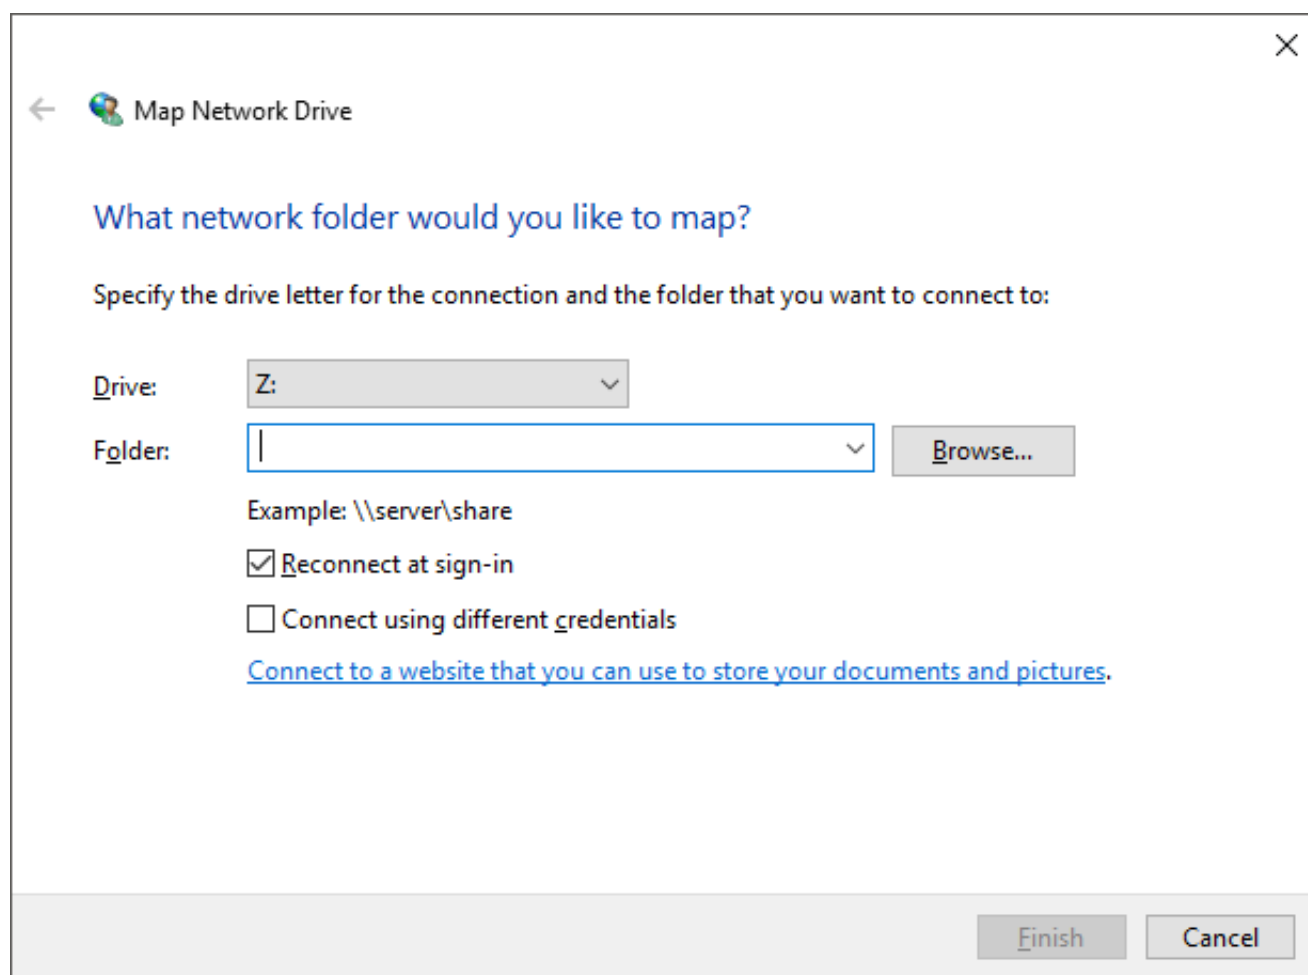 Map Network Drive
What network folder would you like to map?
Specify the drive letter for the connection and the folder that you want to connect to:
Drive: Z:
Folder: Browse...
Example: \\server\share
Reconnect at sign-in
Connect using different credentials
Connect to a website that you can use to store your documents and pictures.
Finish Cancel